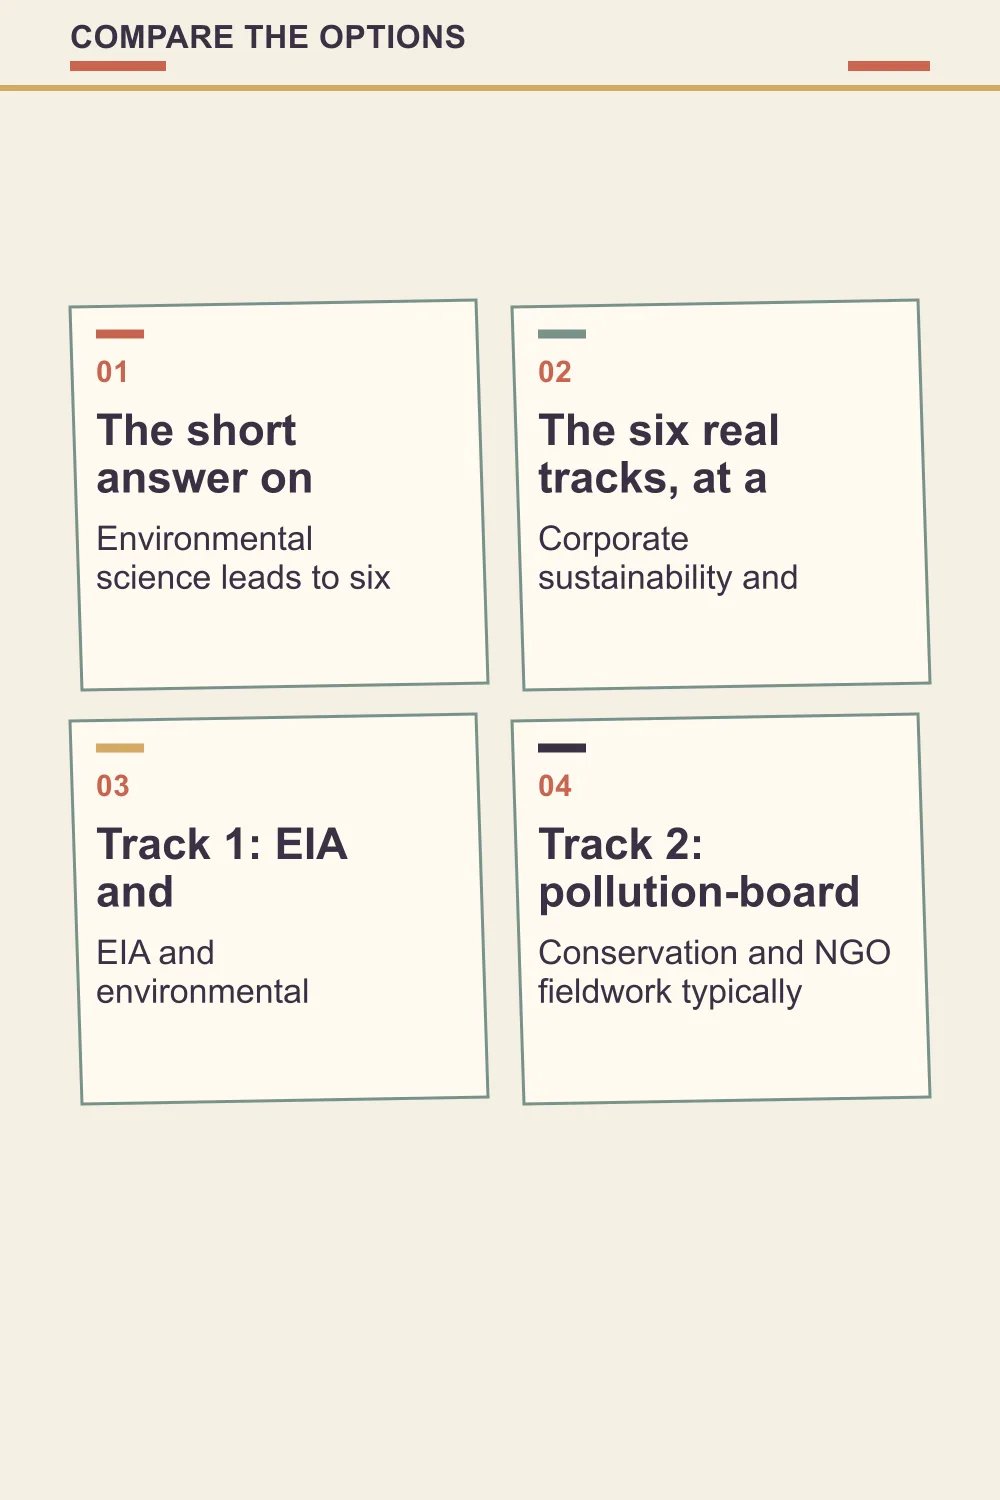 COMPARE THE OPTIONS
01
The short
answer on
Environmental
science leads to six
02
The six real
tracks, at a
Corporate
sustainability and
03
Track 1: EIA
and
EIA and
environmental
04
Track 2:
pollution-board
Conservation and NGO
fieldwork typically